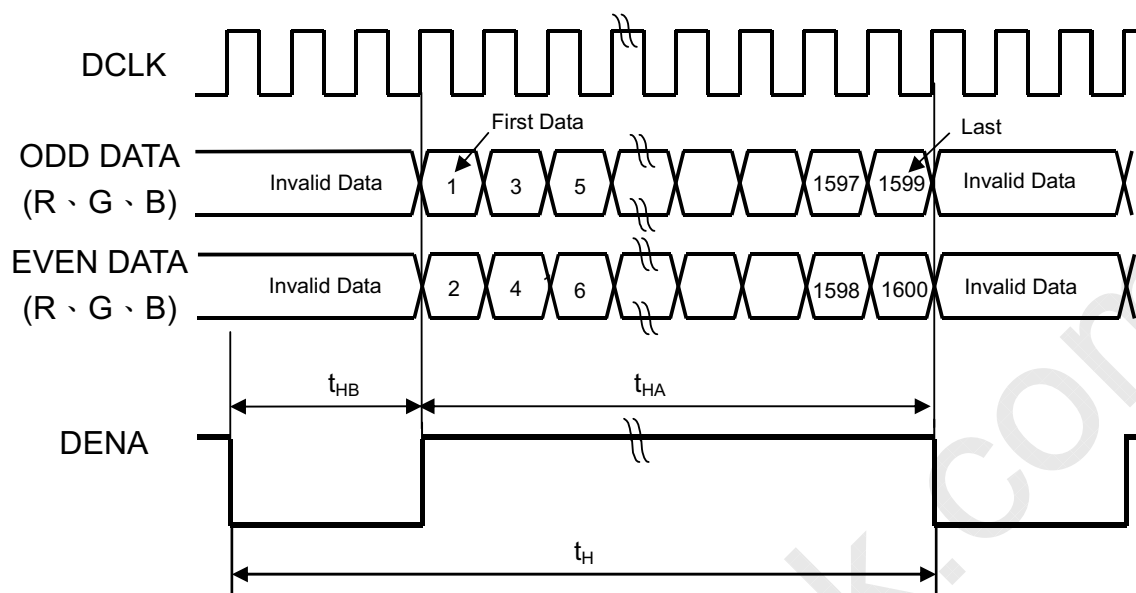 DCLK
First Data
Last
ODD DATA
(R、G、B)
Invalid Data
1
3
5
1597
1599
Invalid Data
EVEN DATA
(R、G、B)
Invalid Data
2
4
6
1598
1600
Invalid Data
tHB
tHA
DENA
tH
k.com